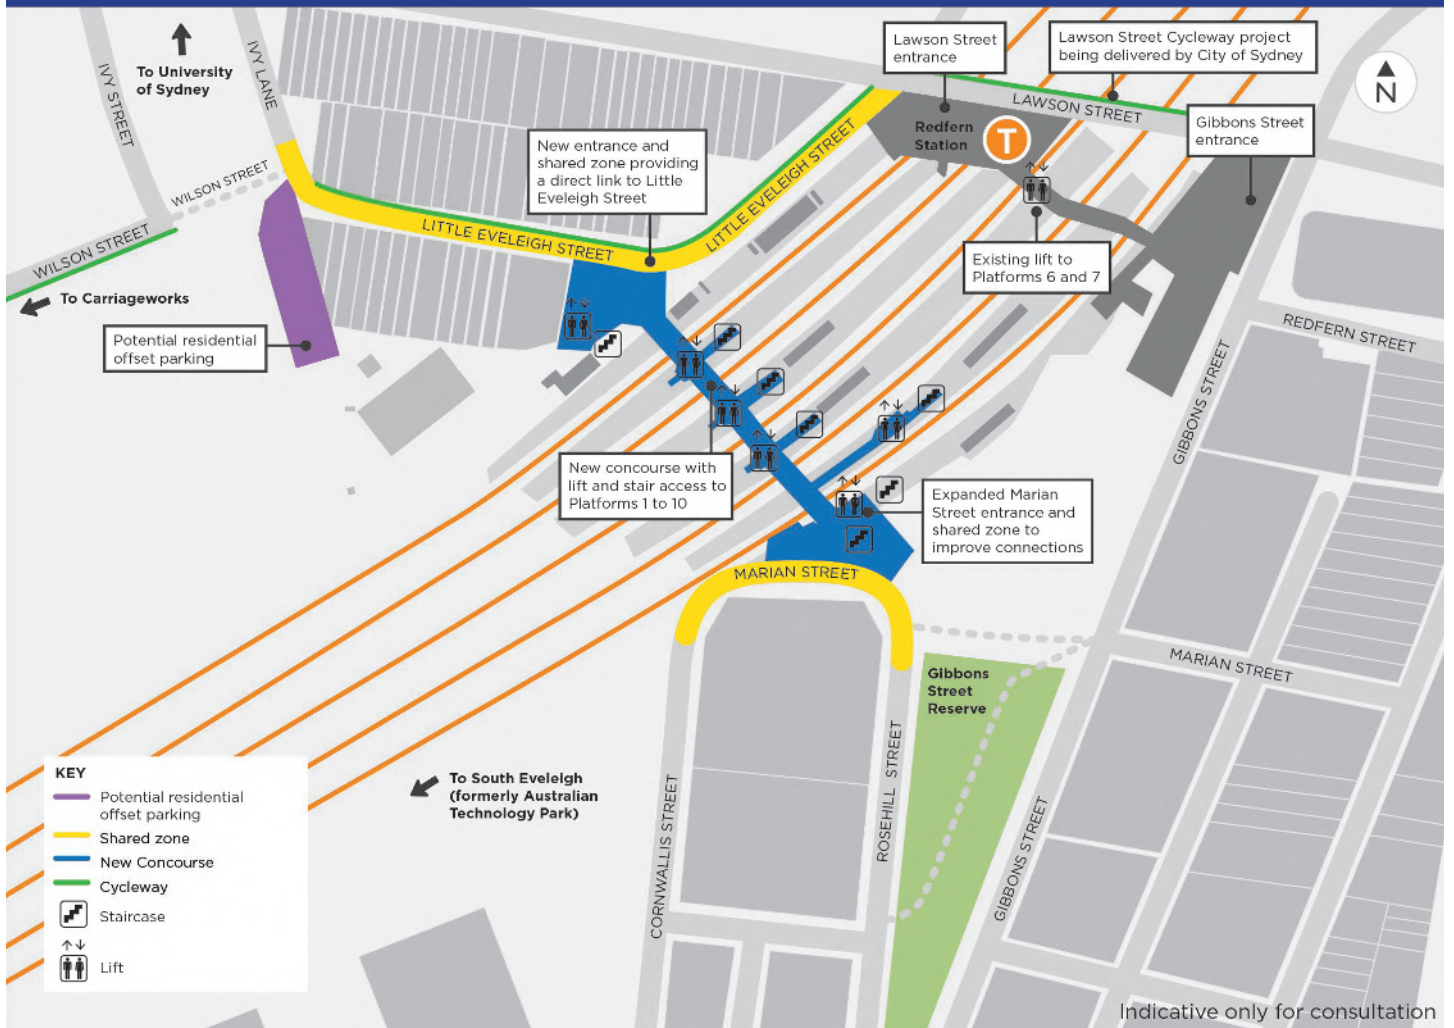 IVY STREET
To University
of Sydney
IVY LANE
Lawson Street
entrance
Lawson Street Cycleway project
being delivered by City of Sydney
N
LAWSON STREET
Redfern
Station
T
Gibbons Street
entrance
New entrance and
shared zone providing
a direct link to Little
Eveleigh Street
WILSON STREET
WILSON STREET
LITTLE EVELEIGH STREET
LITTLE EVELEIGH STREET
Existing lift to
Platforms 6 and 7
To Carriageworks
Potential residential
offset parking
REDFERN STREET
GIBBONS STREET
New concourse with
lift and stair access to
Platforms 1 to 10
Expanded Marian
Street entrance and
shared zone to
improve connections
MARIAN STREET
MARIAN STREET
Gibbons
Street
Reserve
To South Eveleigh
(formerly Australian
Technology Park)
CORNWALLIS STREET
ROSEHILL STREET
GIBBONS STREET
KEY
Potential residential
offset parking
Shared zone
New Concourse
Cycleway
Staircase
Lift
Indicative only for consultation